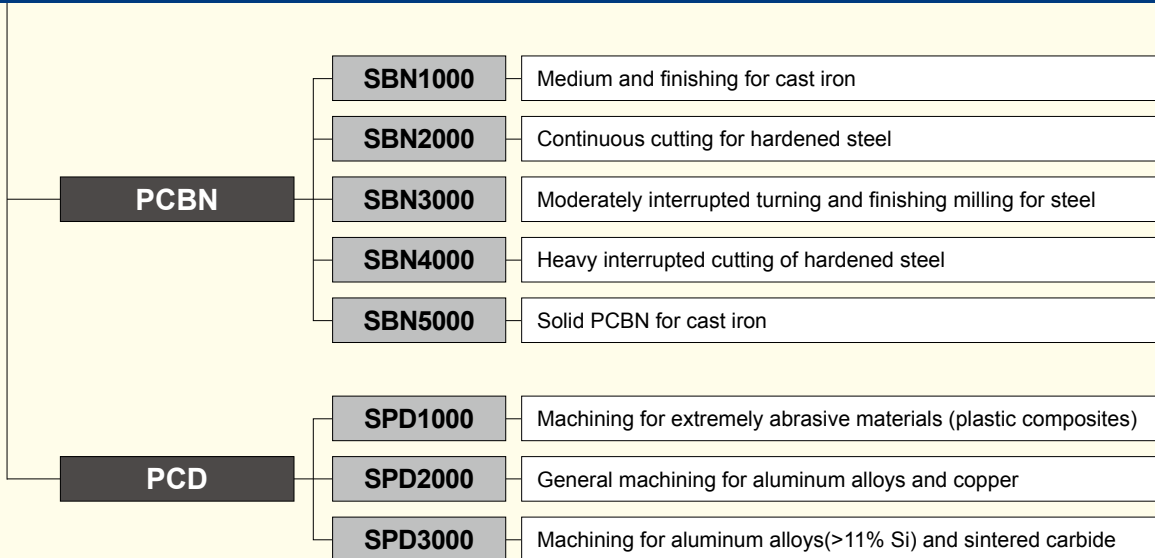 SBN1000 Medium and finishing for cast iron
SBN2000 Continuous cutting for hardened steel
PCBN SBN3000 Moderately interrupted turning and finishing milling for steel
SBN4000 Heavy interrupted cutting of hardened steel
SBN5000 Solid PCBN for cast iron
SPD1000 Machining for extremely abrasive materials (plastic composites)
PCD SPD2000 General machining for aluminum alloys and copper
SPD3000 Machining for aluminum alloys(>11% Si) and sintered carbide